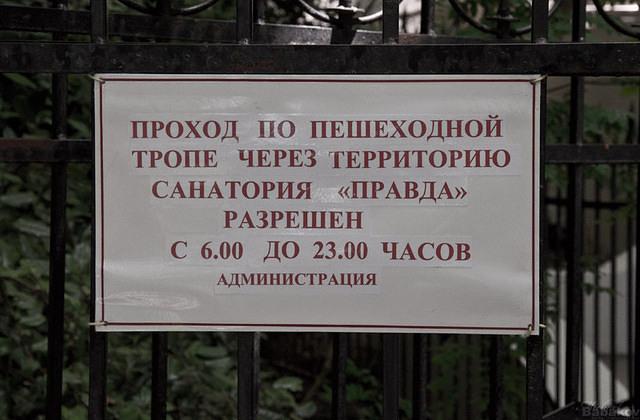 ПРОХОД ПО ПЕШЕХОДНОЙ
ТРОПЕ ЧЕРЕЗ ТЕРРИТОРИЮ
САНАТОРИЯ «ПРАВДА»
РАЗРЕШЕН
С 6.00 ДО 23.00 ЧАСОВ
АДМИНИСТРАЦИЯ